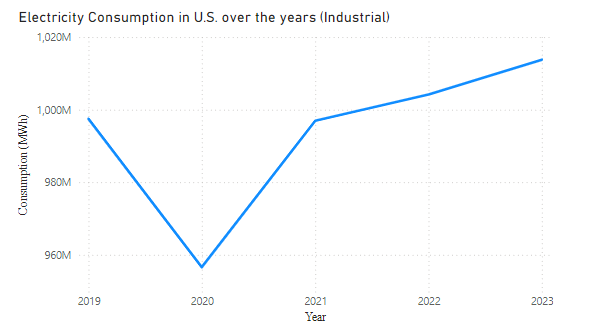 Electricity Consumption in U.S. over the years (Industrial)
1,020M
1,000M
980M
960M
Consumption (MWh)
2019 2020 2021 2022 2023
Year